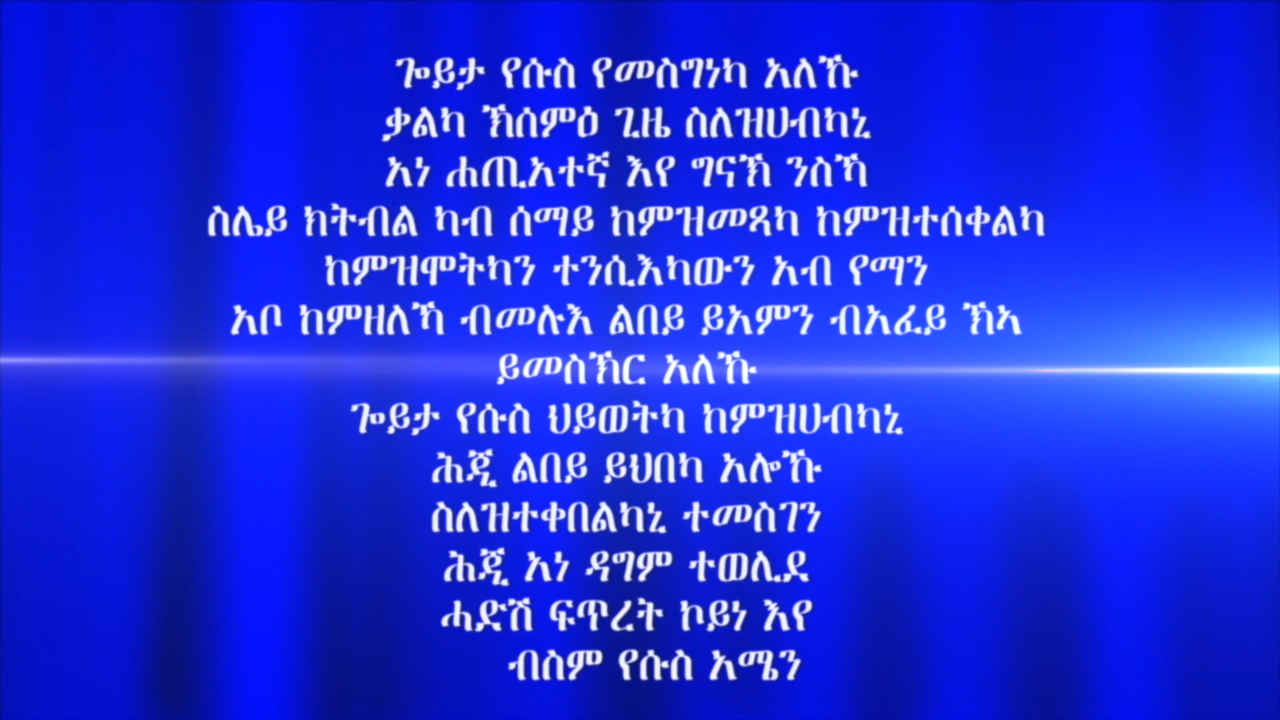 ጐይታ የሱስ የመስግነካ አለኹ
ቃልካ ኽሰምዕ ጊዜ ስለዝሀብካኒ
አነ ሐጢአተኛ እየ ግናኽ ንስኻ
ስሌይ ክትብል ካብ ሰማይ ከምዝመጻካ ከምዝተሰቀልካ
ከምዝሞትካን ተንሲእካውን አብ የማን
አቦ ከምዘለኻ ብመሉእ ልበይ ይአምን ብአፈይ ኽኣ
ይመስኽር አለኹ
ጐይታ የሱስ ህይወትካ ከምዝሀብካኒ
ሕጂ ልበይ ይህበካ አሎኹ
ስለዝተቀበልካኒ ተመስገን
ሕጂ አነ ዳግም ተወሊደ
ሓድሽ ፍጥረት ኮይነ እየ
ብስም የሱስ አሜን